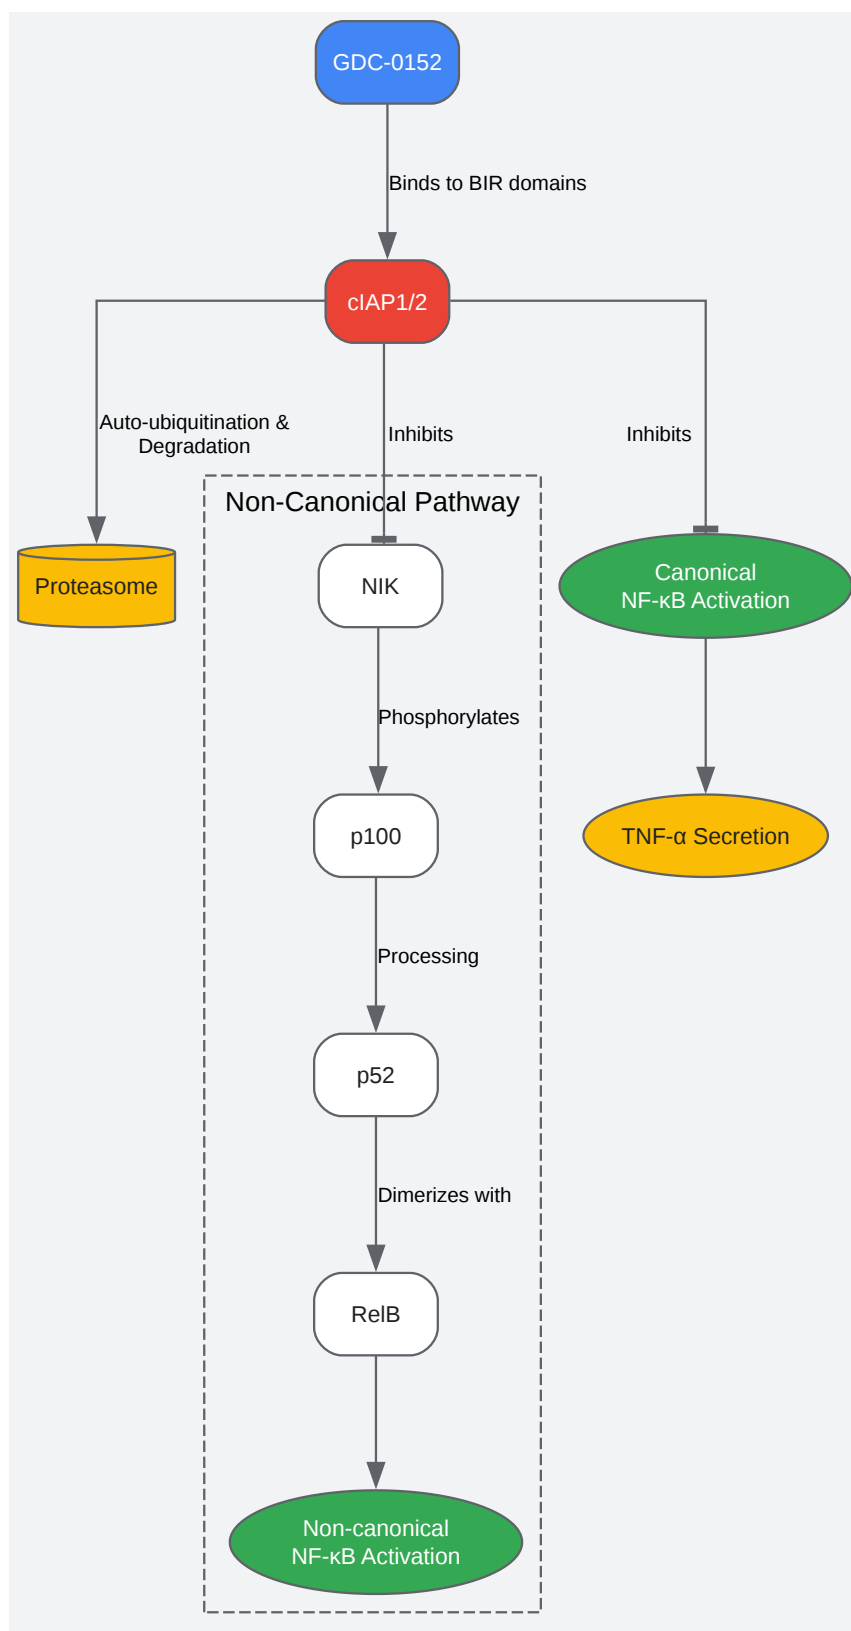 GDC-0152
Binds to BIR domains
cIAP1/2
Auto-ubiquitination &
Degradation
Inhibits
Inhibits
Non-Canonical Pathway
Proteasome
NIK
Canonical
NF-κB Activation
Phosphorylates
p100
TNF-α Secretion
Processing
p52
Dimerizes with
RelB
Non-canonical
NF-κB Activation